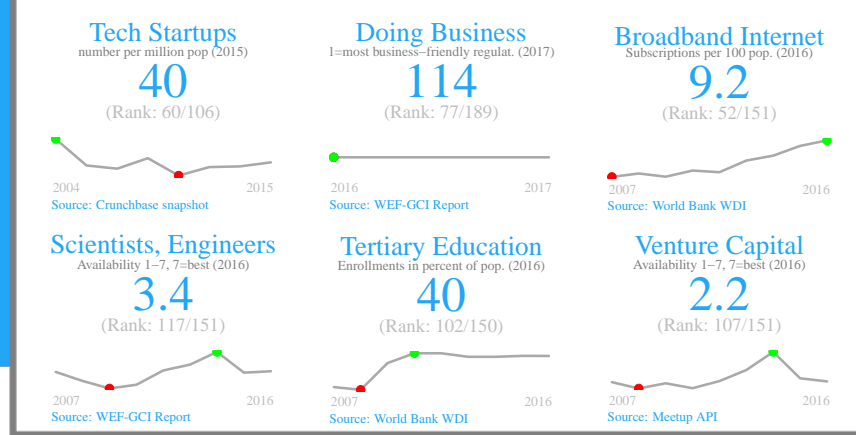 Tech Startups
number per million pop (2015)
40
(Rank: 60/106)
2004 2015
Source: Crunchbase snapshot
Doing Business
1=most business−friendly regulat. (2017)
114
(Rank: 77/189)
2016 2017
Source: WEF-GCI Report
Broadband Internet
Subscriptions per 100 pop. (2016)
9.2
(Rank: 52/151)
2007 2016
Source: World Bank WDI
Scientists, Engineers
Availability 1−7, 7=best (2016)
3.4
(Rank: 117/151)
2007 2016
Source: WEF-GCI Report
Tertiary Education
Enrollments in percent of pop. (2016)
40
(Rank: 102/150)
2007 2016
Source: World Bank WDI
Venture Capital
Availability 1−7, 7=best (2016)
2.2
(Rank: 107/151)
2007 2016
Source: Meetup API